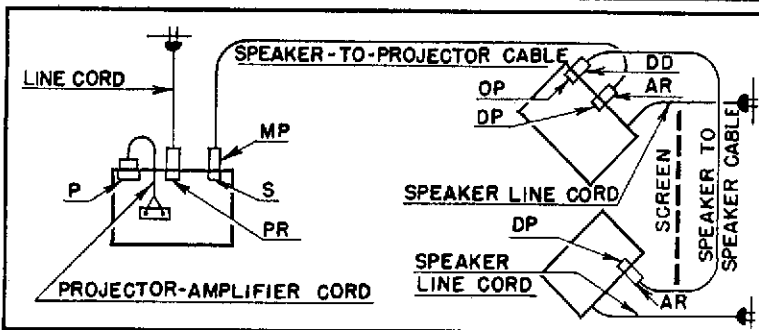 SPEAKER-TO-PROJECTOR CABLE
DD
LINE CORD
OP
AR
DP
MP
P
S
SPEAKER LINE CORD
SCREEN
SPEAKER TO
SPEAKER CABLE
PR
DP
SPEAKER
LINE CORD
PROJECTOR-AMPLIFIER CORD
AR